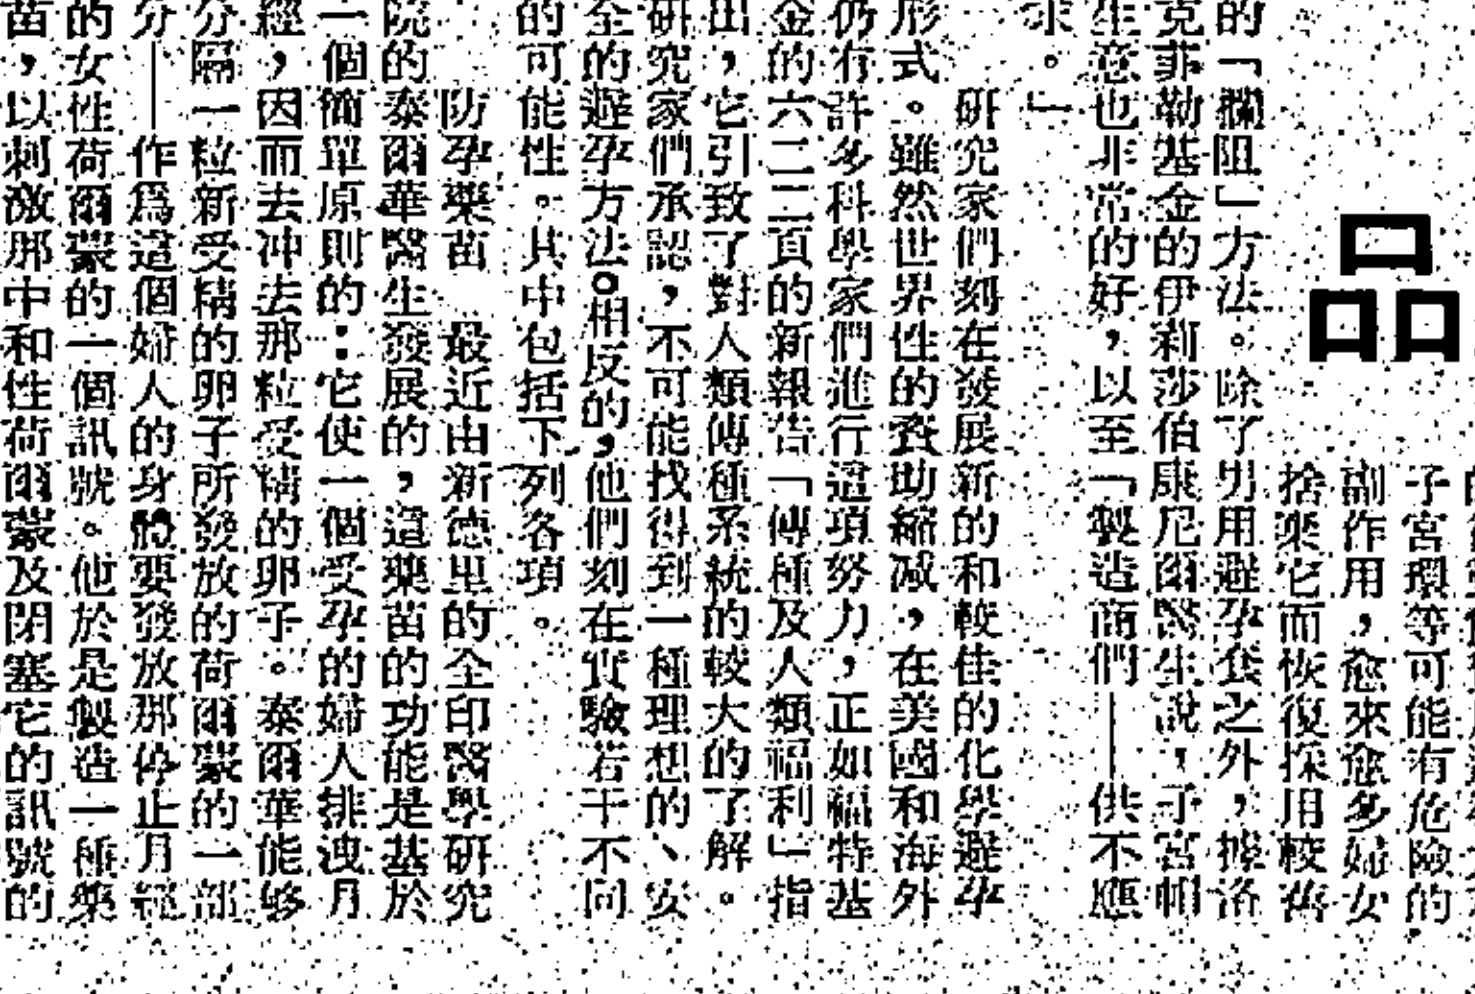 品
子宮環等可能有危險的
副作用，愈來愈多婦女
捨藥它而恢復採用較舊
的「攔阻」方法。除了男用避孕套之外，據洛
克菲勒基金的伊莉莎伯康尼爾醫生說，子宮帽
生意也非常的好，以至「製造商們——供不應
求。」
研究家們刻在發展新的和較佳的化學避孕
形式。雖然世界性的資助縮減，在美國和海外
仍有許多科學家們進行這項努力，正如福特基
金的六二二頁的新報告「傳種及人類福利」指
出，它引致了對人類傳種系統的較大的了解。
研究家們承認，不可能找得到一種理想的、安
全的避孕方法。相反的，他們刻在實驗若干不同
的可能性。其中包括下列各項。
防孕藥苗　最近由新德里的全印醫學研究
院的泰爾華醫生發展的，這藥苗的功能是基於
一個簡單原則的：它使一個受孕的婦人排洩月
經，因而去冲去那粒受精的卵子。泰爾華能够
分隔一粒新受精的卵子所發放的荷爾蒙的一部
分——作爲這個婦人的身體要發放那停止月經
的女性荷爾蒙的一個訊號。他於是製造一種藥
苗，以刺激那中和性荷爾蒙及閉塞它的訊號的